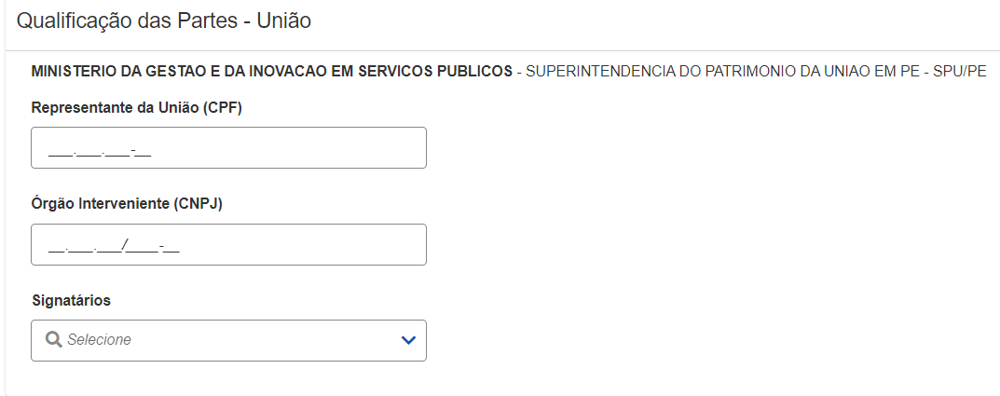 Qualificação das Partes - União
MINISTERIO DA GESTAO E DA INOVACAO EM SERVICOS PUBLICOS - SUPERINTENDENCIA DO PATRIMONIO DA UNIAO EM PE - SPU/PE
Representante da União (CPF)
___.___.___-__
Órgão Interveniente (CNPJ)
__.___.___/____-__
Signatários
Selecione